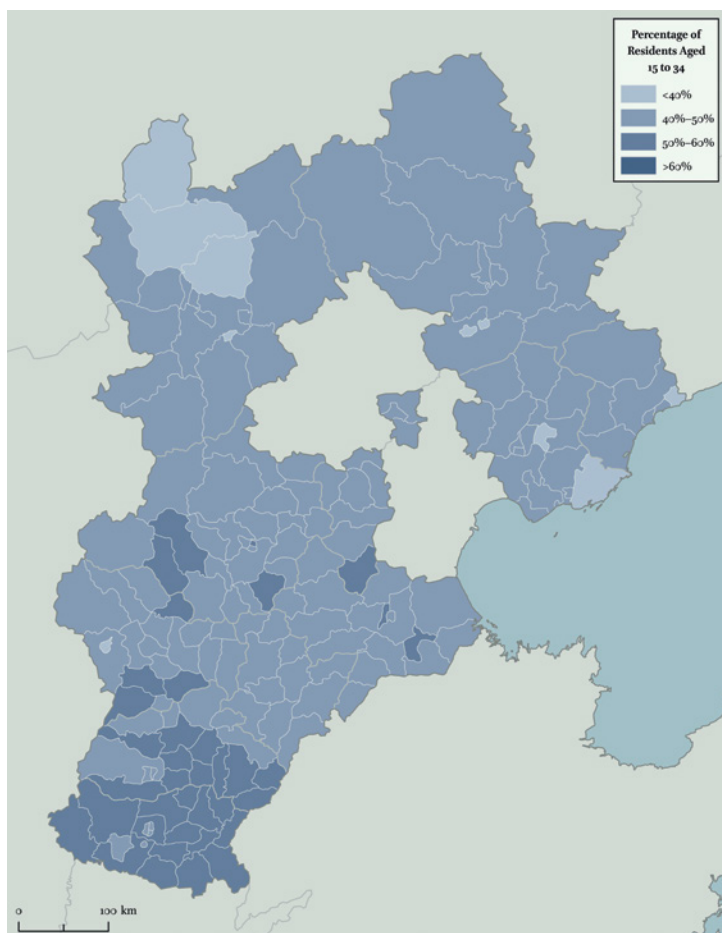 Percentage of
Residents Aged
15 to 34
<40%
40%–50%
50%–60%
>60%
0 100 km